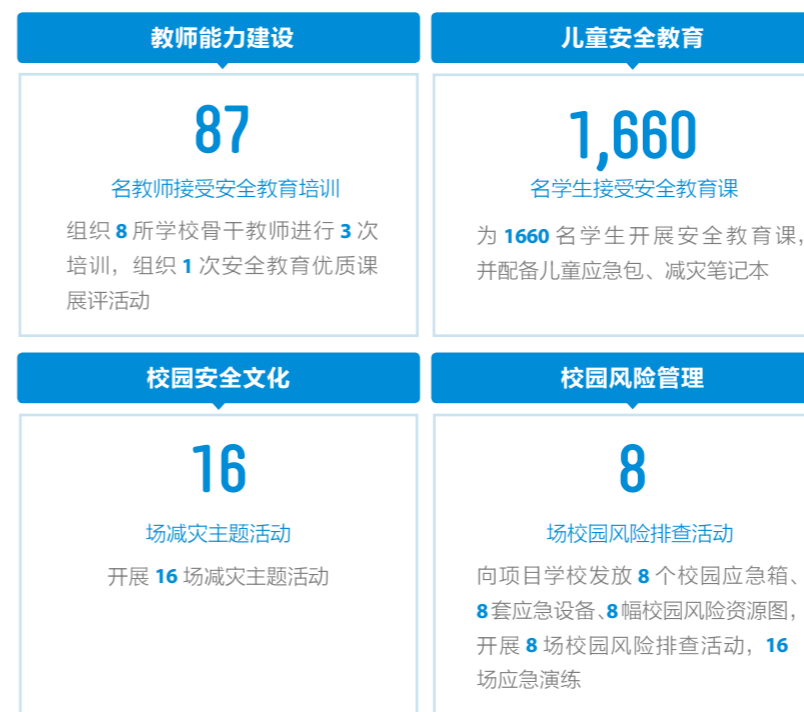 教师能力建设
87
名教师接受安全教育培训
组织 8 所学校骨干教师进行 3 次
培训，组织 1 次安全教育优质课
展评活动
儿童安全教育
1,660
名学生接受安全教育课
为 1660 名学生开展安全教育课，
并配备儿童应急包、减灾笔记本
校园安全文化
16
场减灾主题活动
开展 16 场减灾主题活动
校园风险管理
8
场校园风险排查活动
向项目学校发放 8 个校园应急箱、
8套应急设备、8幅校园风险资源图，
开展 8 场校园风险排查活动，16
场应急演练